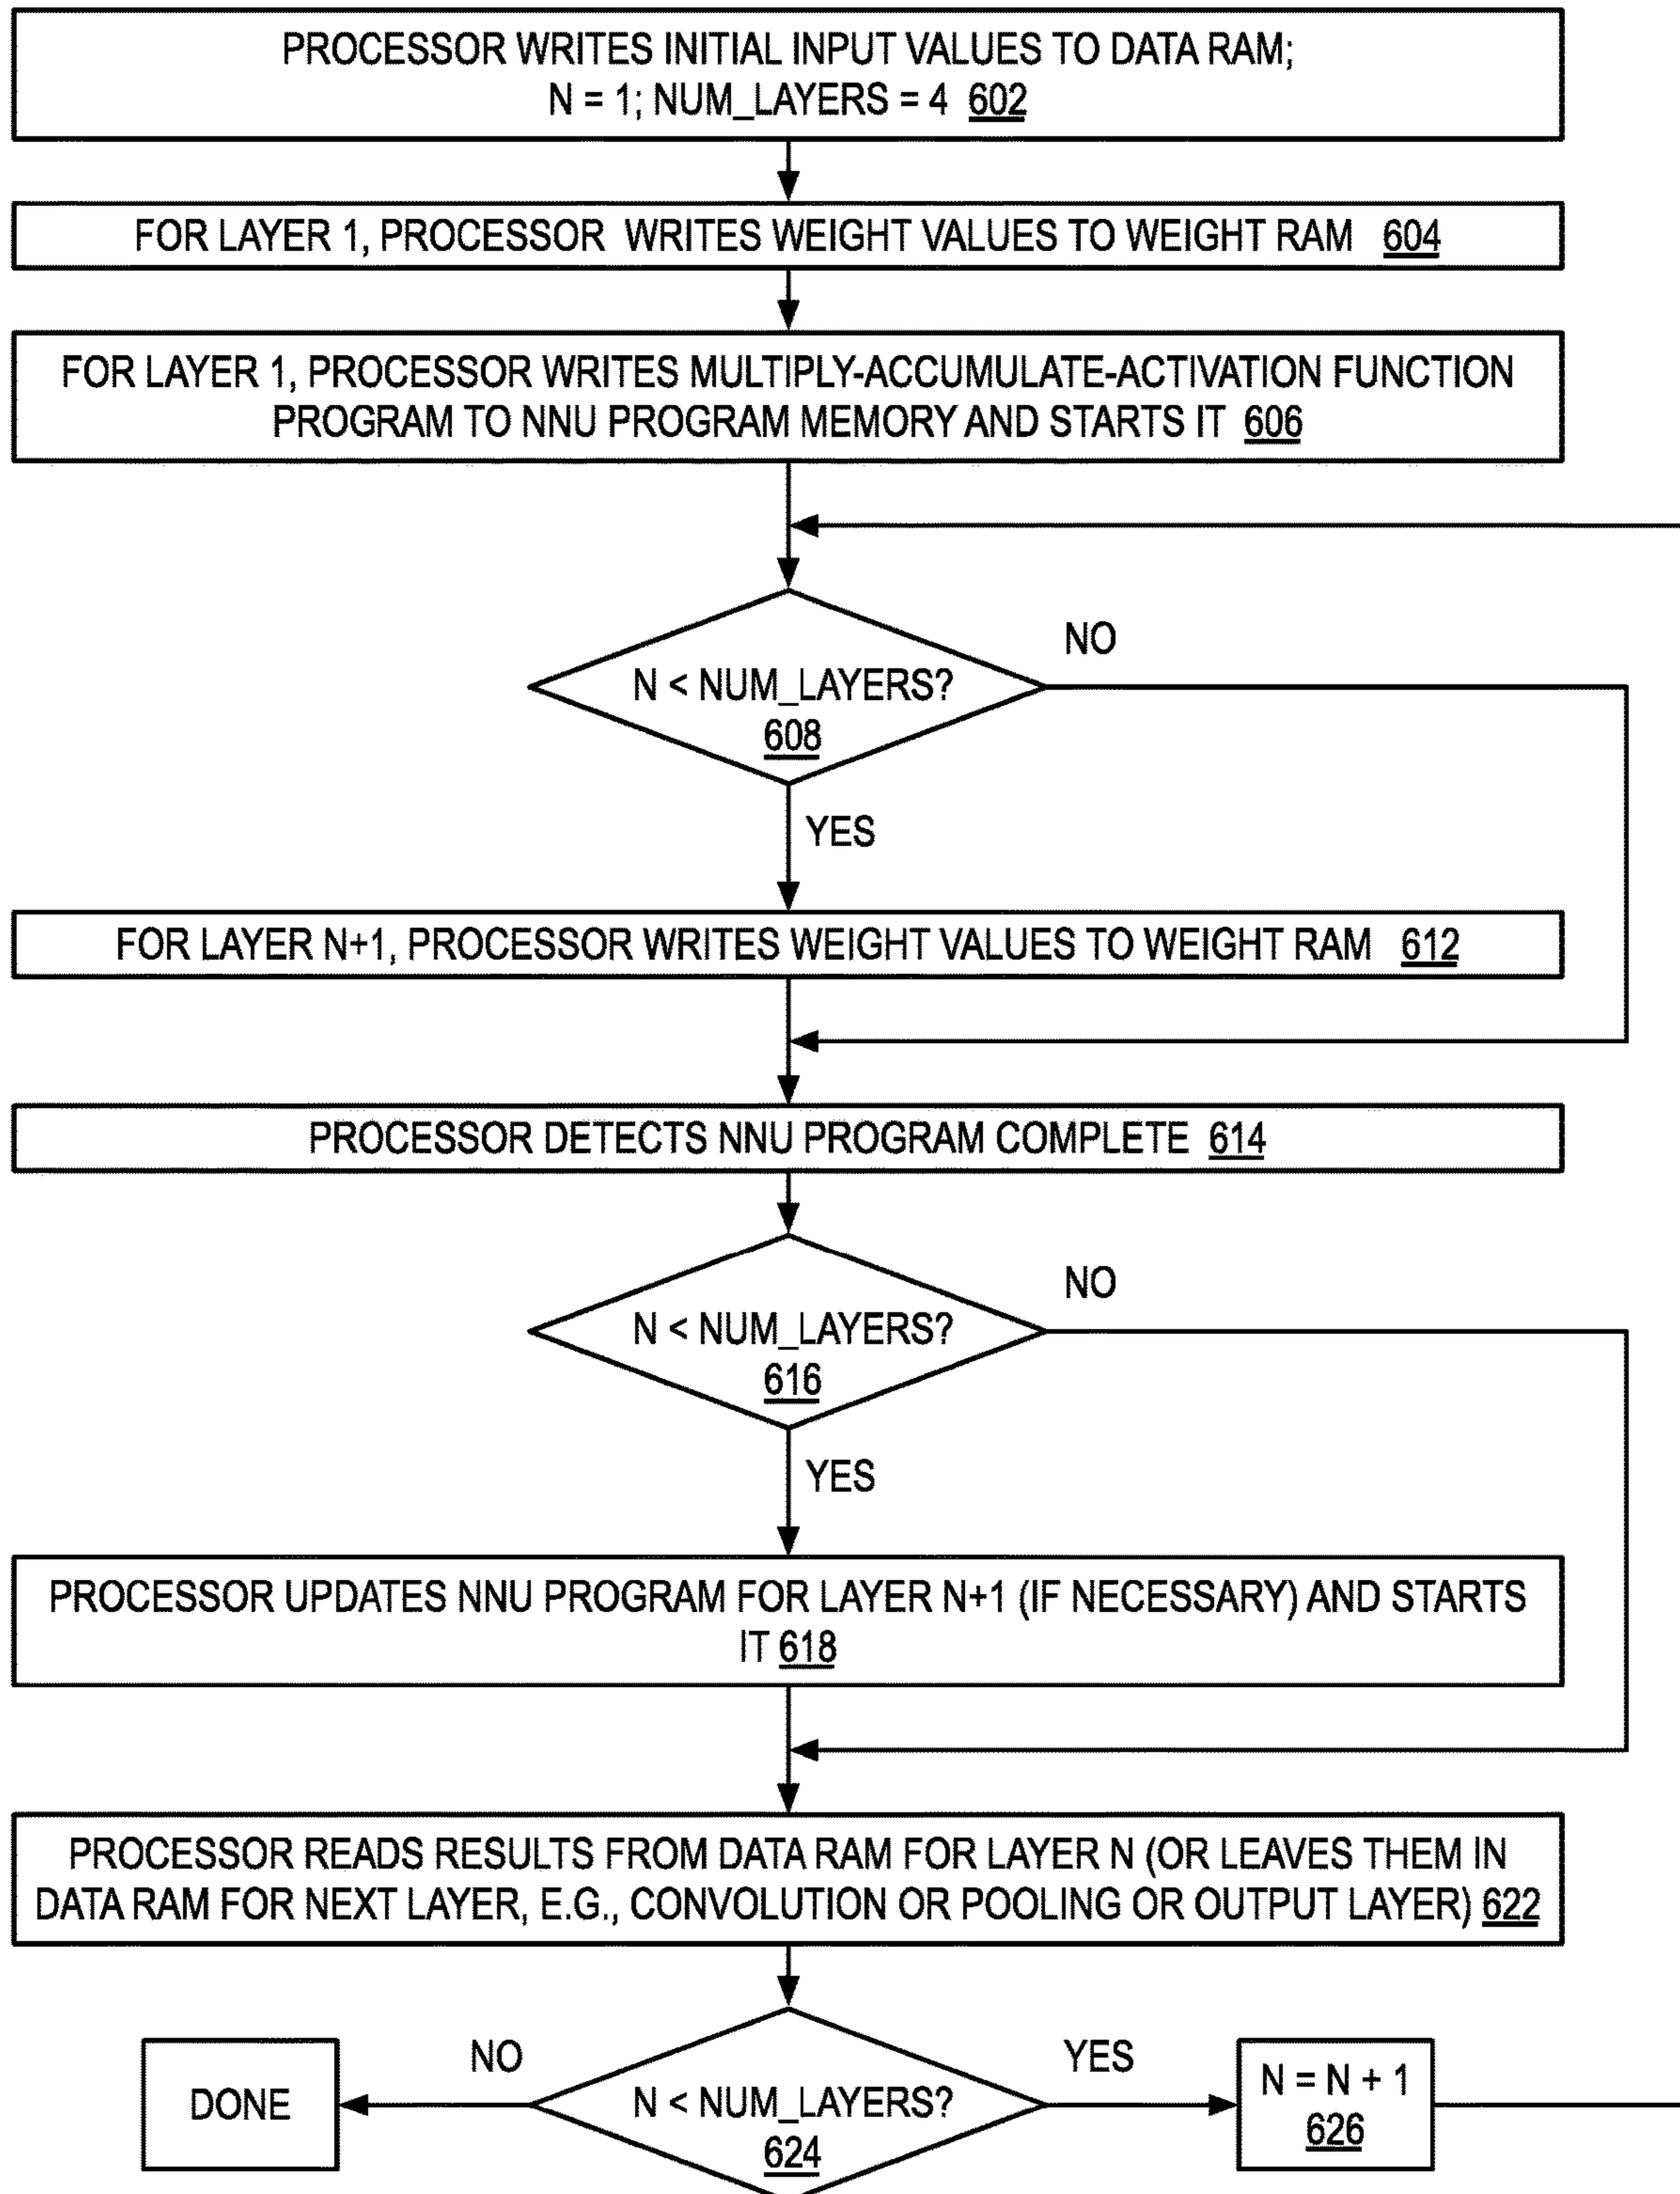 PROCESSOR WRITES INITIAL INPUT VALUES TO DATA RAM;
N = 1; NUM_LAYERS = 4 602
FOR LAYER 1, PROCESSOR WRITES WEIGHT VALUES TO WEIGHT RAM 604
FOR LAYER 1, PROCESSOR WRITES MULTIPLY-ACCUMULATE-ACTIVATION FUNCTION
PROGRAM TO NNU PROGRAM MEMORY AND STARTS IT 606
NO
N < NUM_LAYERS?
608
YES
FOR LAYER N+1, PROCESSOR WRITES WEIGHT VALUES TO WEIGHT RAM 612
PROCESSOR DETECTS NNU PROGRAM COMPLETE 614
NO
N < NUM_LAYERS?
616
YES
PROCESSOR UPDATES NNU PROGRAM FOR LAYER N+1 (IF NECESSARY) AND STARTS
IT 618
PROCESSOR READS RESULTS FROM DATA RAM FOR LAYER N (OR LEAVES THEM IN
DATA RAM FOR NEXT LAYER, E.G., CONVOLUTION OR POOLING OR OUTPUT LAYER) 622
DONE
NO
N < NUM_LAYERS?
624
YES
N = N + 1
626